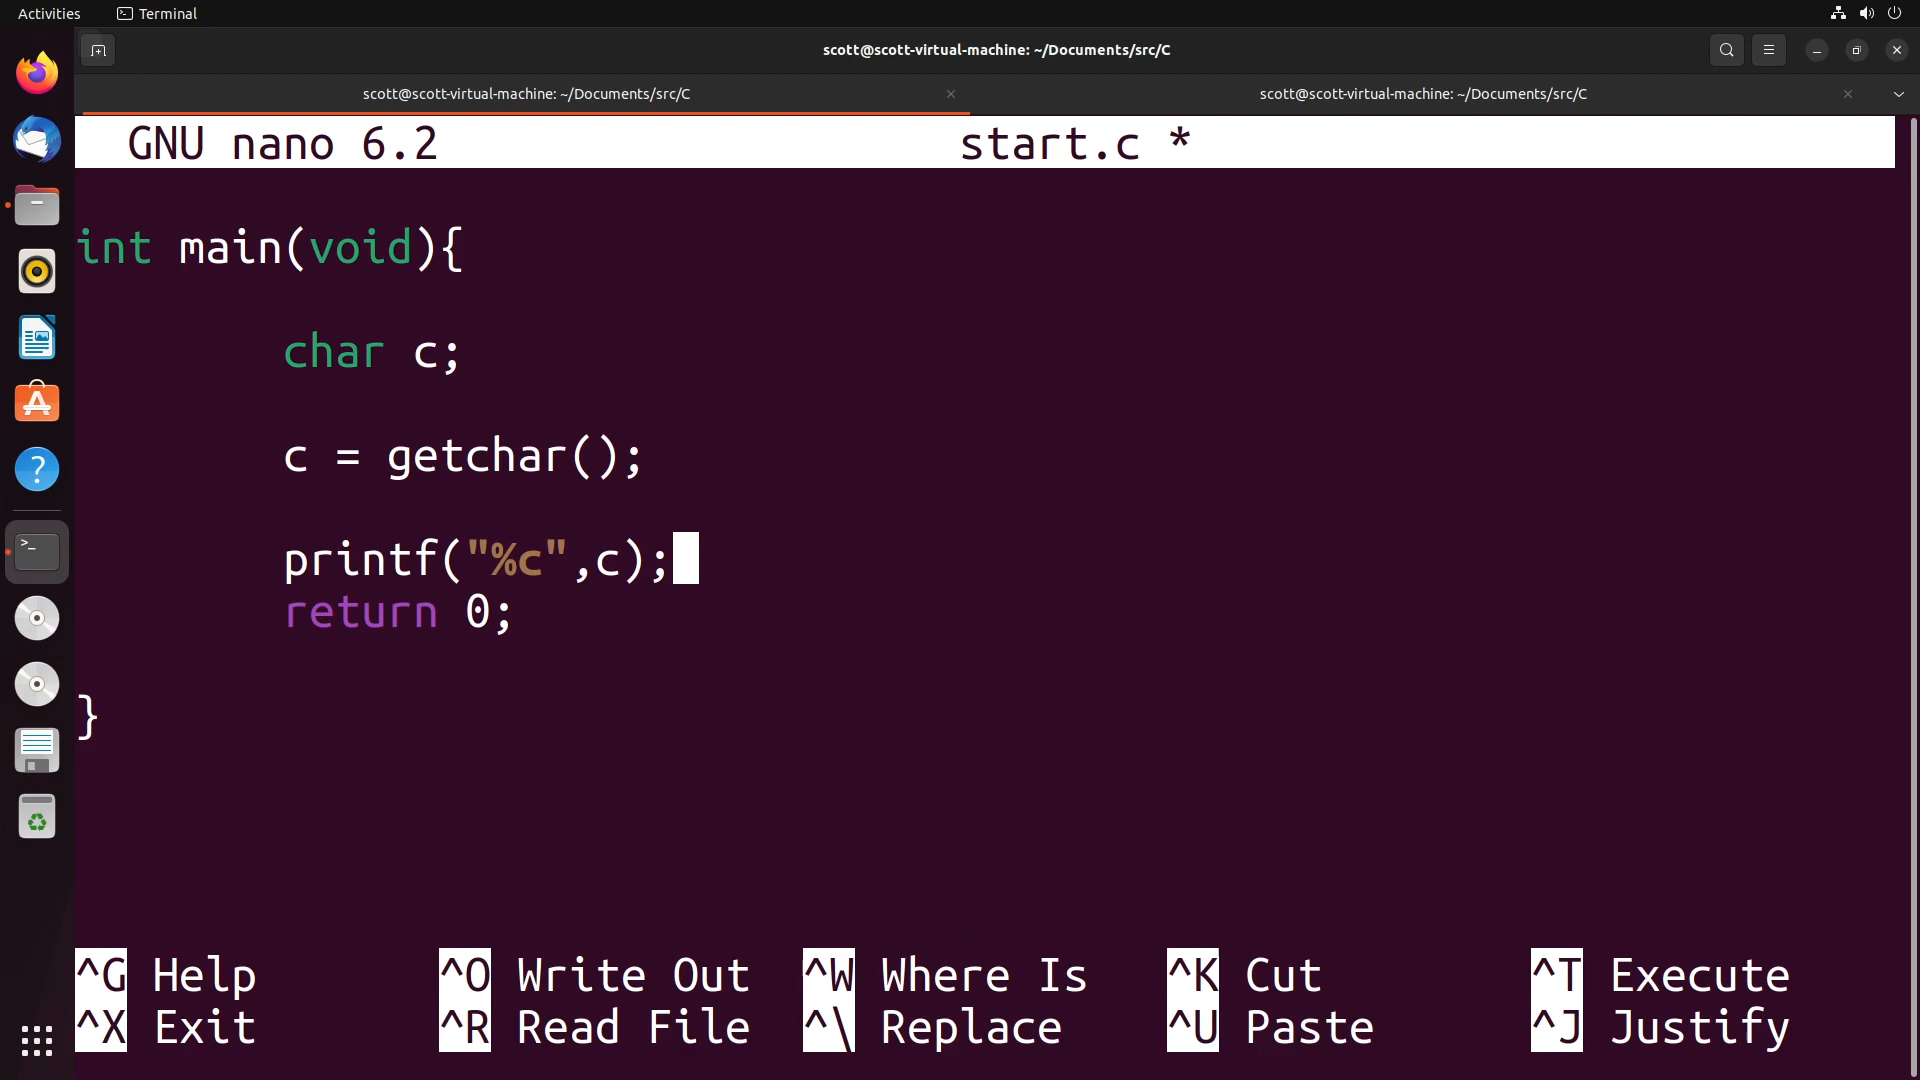 Activities Terminal
scott@scott-virtual-machine: ~/Documents/src/C
scott@scott-virtual-machine: ~/Documents/src/C scott@scott-virtual-machine: ~/Documents/src/C
GNU nano 6.2 start.c *
int main(void){
char c;
c = getchar();
printf("%c",c);
return 0;
}
^G Help ^O Write Out ^W Where Is ^K Cut ^T Execute
^X Exit ^R Read File ^\ Replace ^U Paste ^J Justify